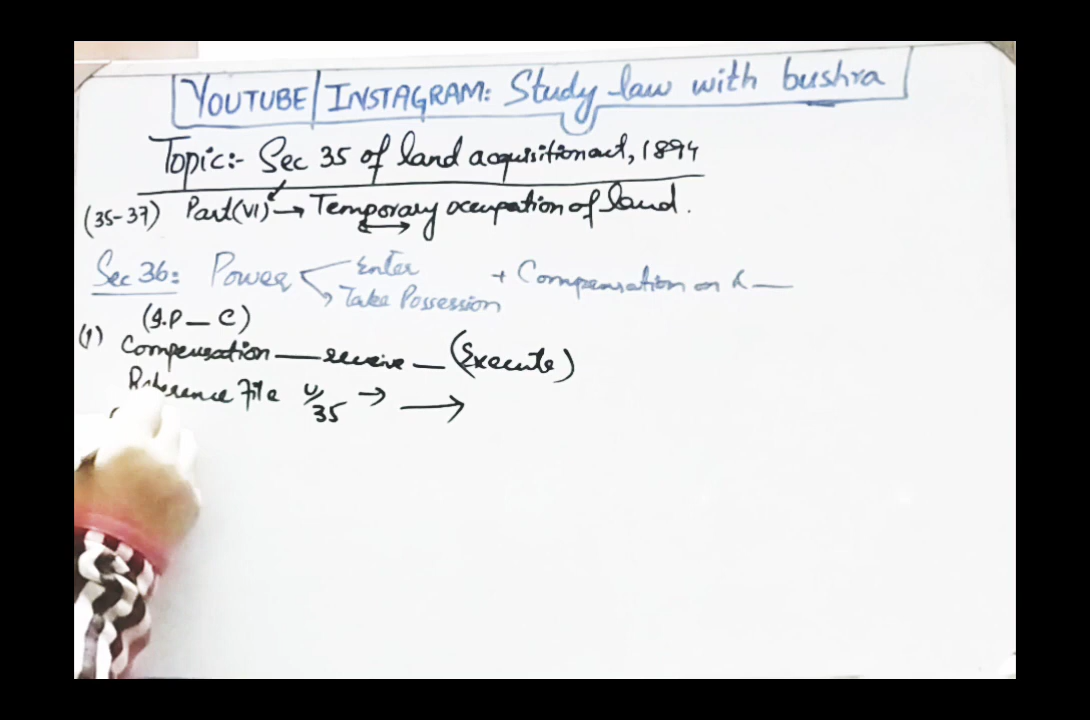 YOUTUBE/INSTAGRAM: Study law with bushra
Topic:- Sec 35 of land acquisition act, 1894
(35-37) Part(VI) → Temporary occupation of land.
Sec 36: Power Enter + Compensation on
Take Possession
(I.P — C)
(1) Compensation — receive — (Execute)
Reference File u/35 → →